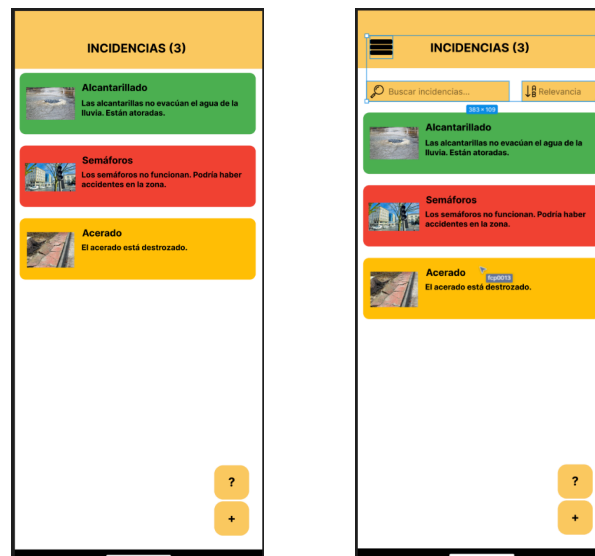 INCIDENCIAS (3)
Alcantarillado
Las alcantarillas no evacúan el agua de la
lluvia. Están atoradas.
Semáforos
Los semáforos no funcionan. Podría haber
accidentes en la zona.
Acerado
El acerado está destrozado.
?
+
INCIDENCIAS (3)
Buscar incidencias...
Relevancia
383 × 109
Alcantarillado
Las alcantarillas no evacúan el agua de la
lluvia. Están atoradas.
Semáforos
Los semáforos no funcionan. Podría haber
accidentes en la zona.
Acerado
fcp0013
El acerado está destrozado.
?
+